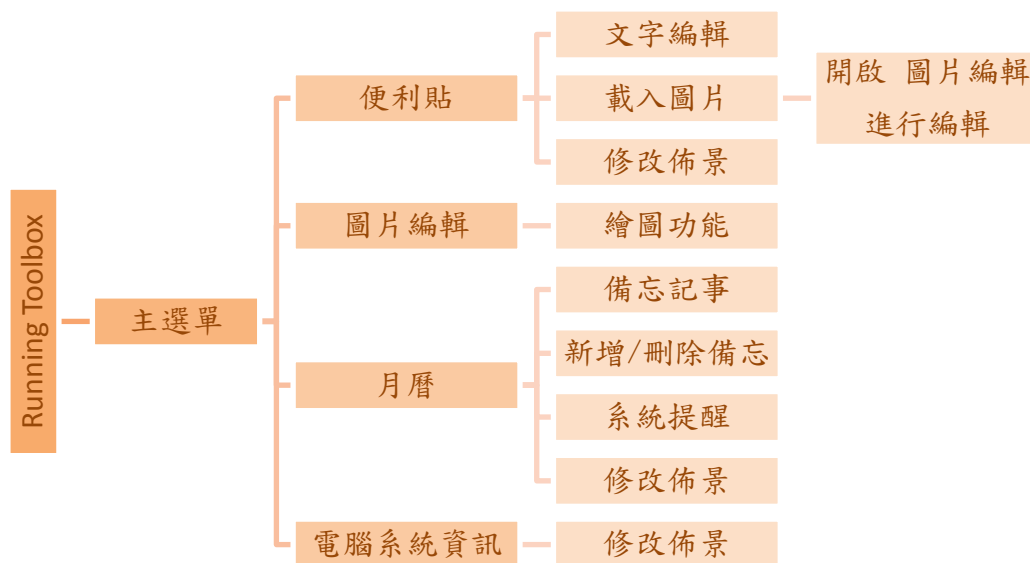 Running Toolbox
主選單
便利貼
文字編輯
載入圖片
開啟 圖片編輯
進行編輯
修改佈景
圖片編輯
繪圖功能
月曆
備忘記事
新增/刪除備忘
系統提醒
修改佈景
電腦系統資訊
修改佈景